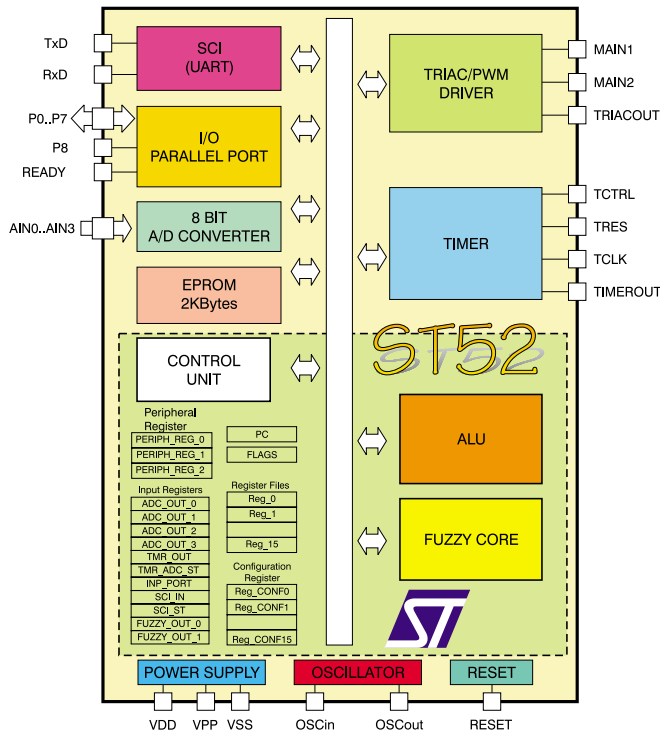 TxD
RxD
P0..P7
P8
READY
AIN0..AIN3
SCI
(UART)
I/O
PARALLEL PORT
8 BIT
A/D CONVERTER
EPROM
2KBytes
TRIAC/PWM
DRIVER
MAIN1
MAIN2
TRIACOUT
TIMER
TCTRL
TRES
TCLK
TIMEROUT
ST52
CONTROL
UNIT
Peripheral
Register
PERIPH_REG_0
PERIPH_REG_1
PERIPH_REG_2
PC
FLAGS
Input Registers
ADC_OUT_0
ADC_OUT_1
ADC_OUT_2
ADC_OUT_3
TMR_OUT
TMR_ADC_ST
INP_PORT
SCI_IN
SCI_ST
FUZZY_OUT_0
FUZZY_OUT_1
Register Files
Reg_0
Reg_1
Reg_15
Configuration
Register
Reg_CONF0
Reg_CONF1
Reg_CONF15
ALU
FUZZY CORE
ST
POWER SUPPLY
OSCILLATOR
RESET
VDD
VPP
VSS
OSCin
OSCout
RESET